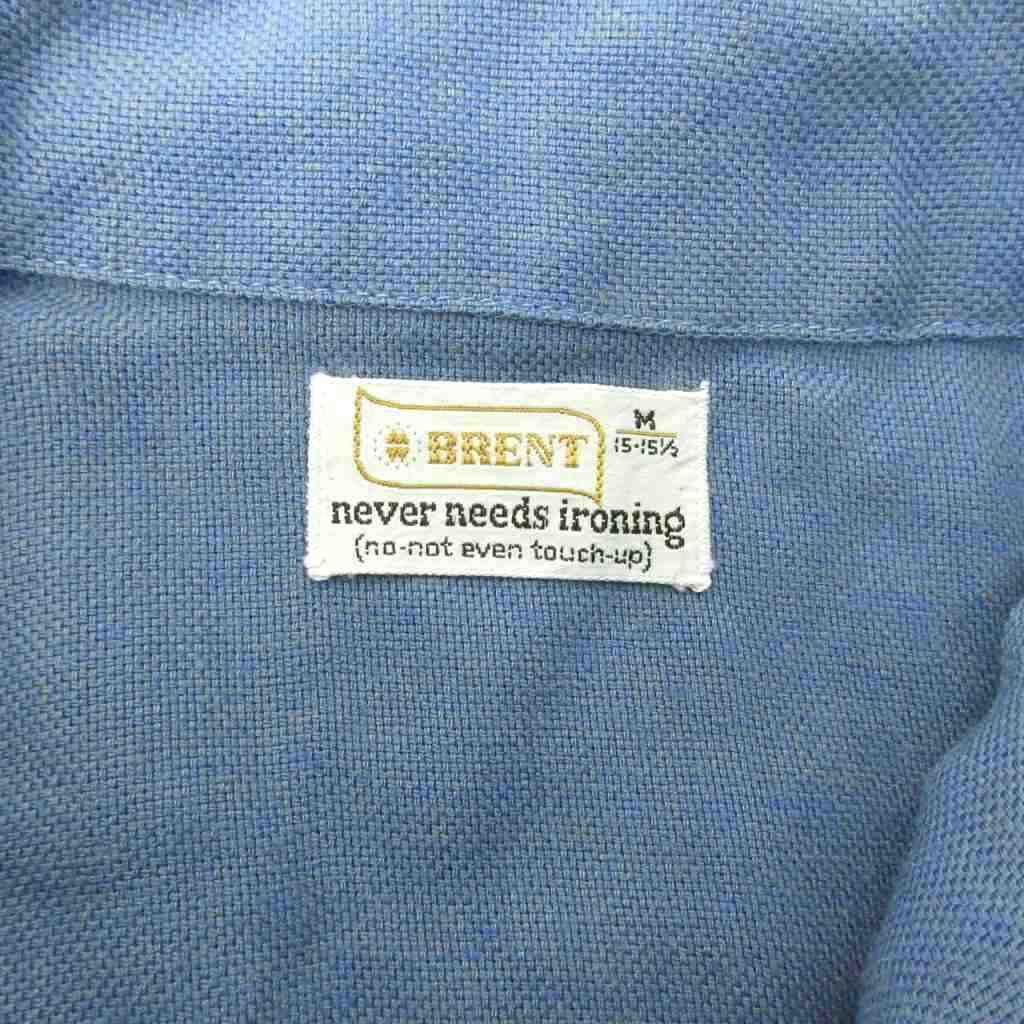 BRENT
M
15-15½
never needs ironing
(no-not even touch-up)